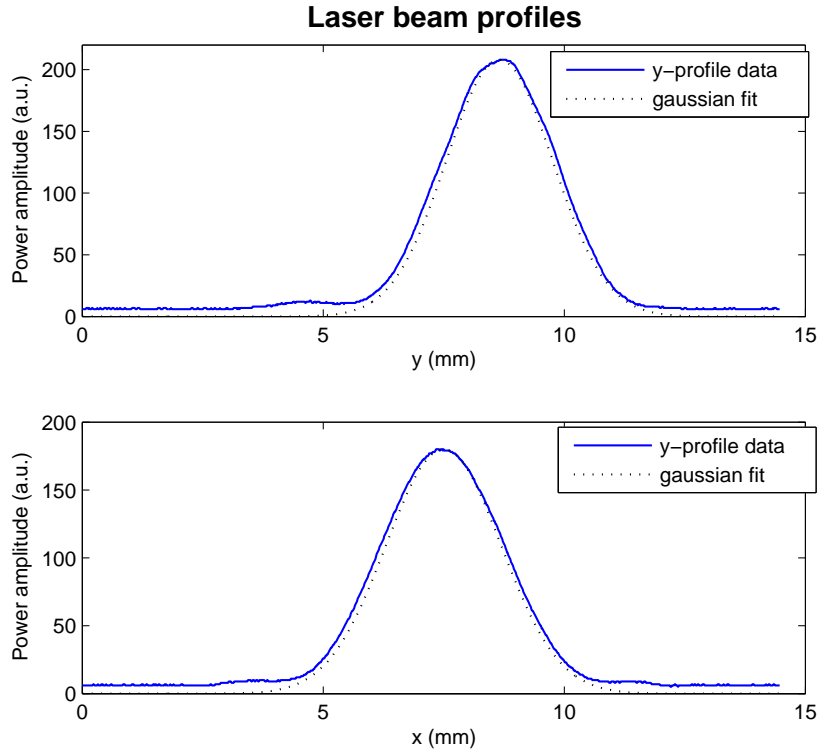 Laser beam profiles
Power amplitude (a.u.)
200
150
100
50
0
0 5 10 15
y (mm)
y−profile data
gaussian fit
Power amplitude (a.u.)
200
150
100
50
0
0 5 10 15
x (mm)
y−profile data
gaussian fit